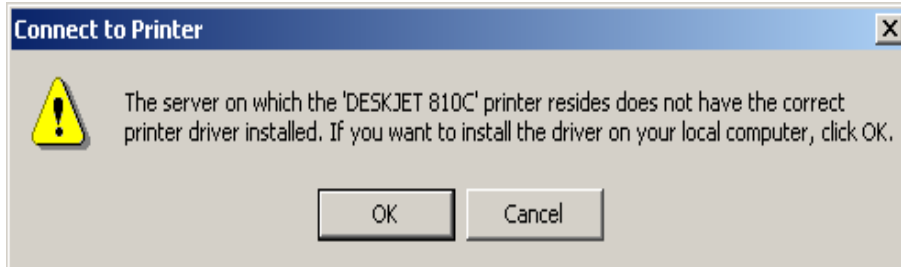 Connect to Printer
The server on which the 'DESKJET 810C' printer resides does not have the correct
printer driver installed. If you want to install the driver on your local computer, click OK.
OK
Cancel